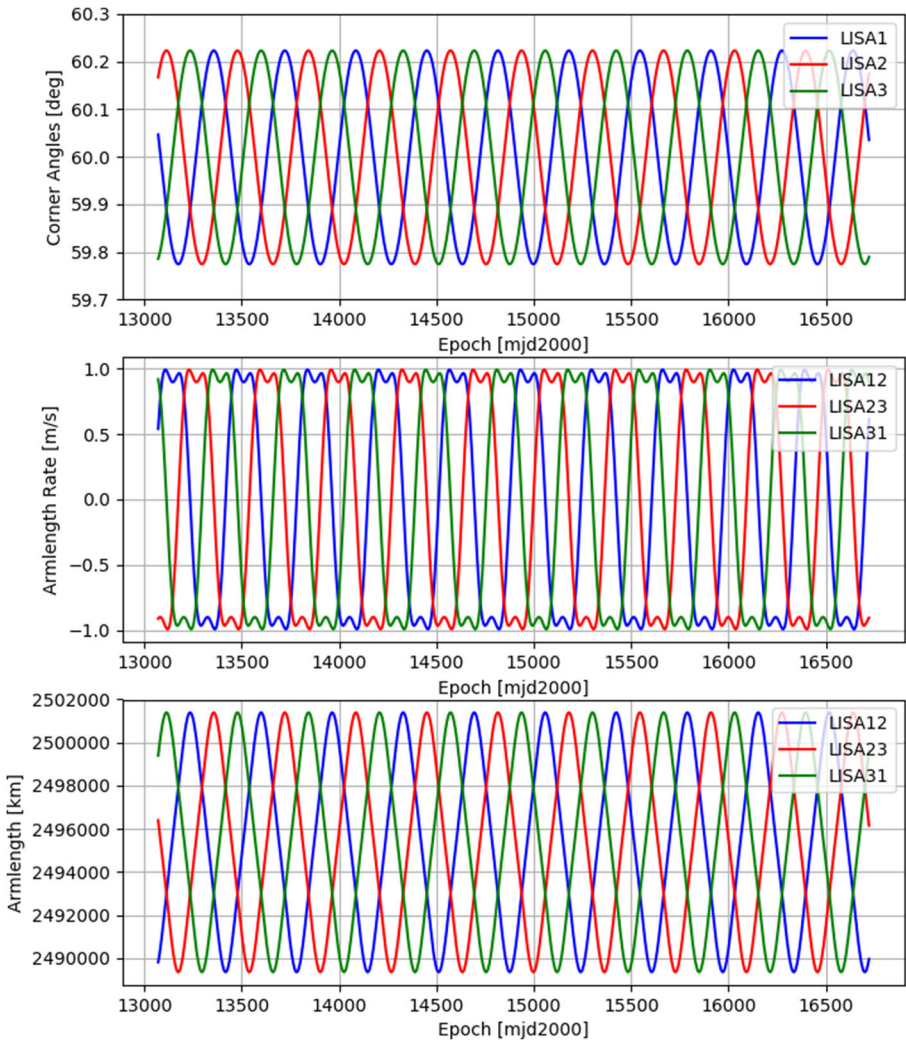 60.3
60.2
60.1
60.0
59.9
59.8
59.7
Corner Angles [deg]
LISA1
LISA2
LISA3
13000 13500 14000 14500 15000 15500 16000 16500
Epoch [mjd2000]
1.0
0.5
0.0
−0.5
−1.0
Armlength Rate [m/s]
LISA12
LISA23
LISA31
13000 13500 14000 14500 15000 15500 16000 16500
Epoch [mjd2000]
2502000
2500000
2498000
2496000
2494000
2492000
2490000
Armlength [km]
LISA12
LISA23
LISA31
13000 13500 14000 14500 15000 15500 16000 16500
Epoch [mjd2000]